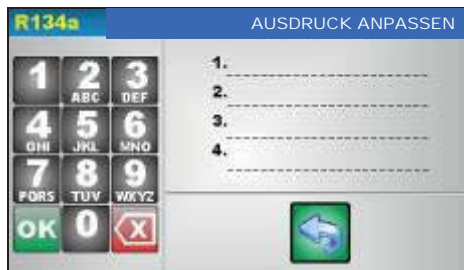 R134a
AUSDRUCK ANPASSEN
1 2 3
ABC DEF
4 5 6
GHI JKL MNO
7 8 9
PQRS TUV WXYZ
OK 0 X
1.
2.
3.
4.